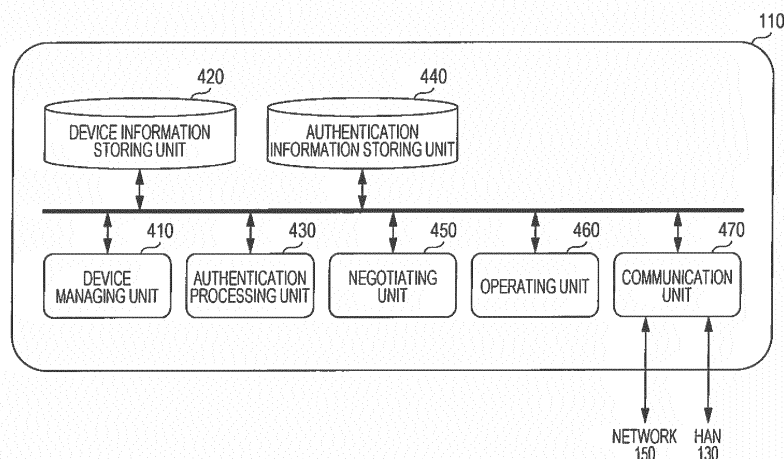 110
420
440
DEVICE INFORMATION
STORING UNIT
AUTHENTICATION
INFORMATION STORING UNIT
410
430
450
460
470
DEVICE
MANAGING UNIT
AUTHENTICATION
PROCESSING UNIT
NEGOTIATING
UNIT
OPERATING UNIT
COMMUNICATION
UNIT
NETWORK
150
HAN
130